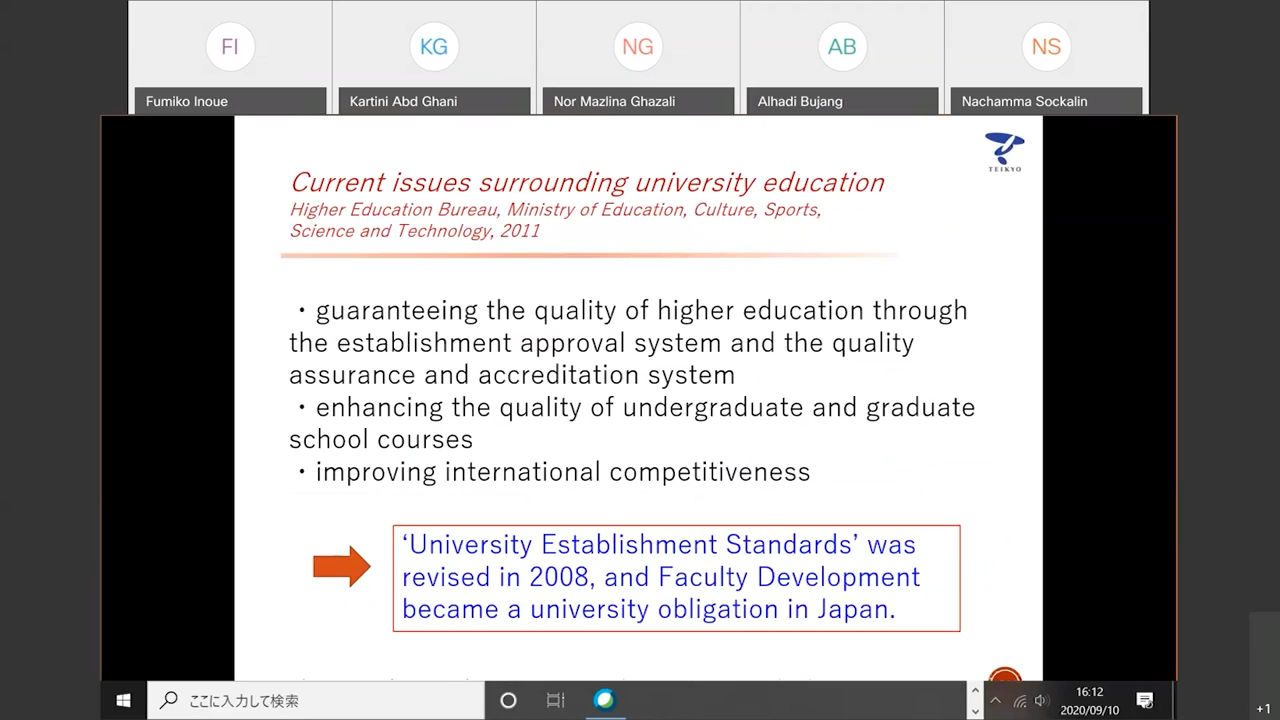 FI
KG
NG
AB
NS
Fumiko Inoue
Kartini Abd Ghani
Nor Mazlina Ghazali
Alhadi Bujang
Nachamma Sockalin
TEIKYO
Current issues surrounding university education
Higher Education Bureau, Ministry of Education, Culture, Sports,
Science and Technology, 2011
・guaranteeing the quality of higher education through
the establishment approval system and the quality
assurance and accreditation system
・enhancing the quality of undergraduate and graduate
school courses
・improving international competitiveness
‘University Establishment Standards’ was
revised in 2008, and Faculty Development
became a university obligation in Japan.
ここに入力して検索
16:12
2020/09/10
+1